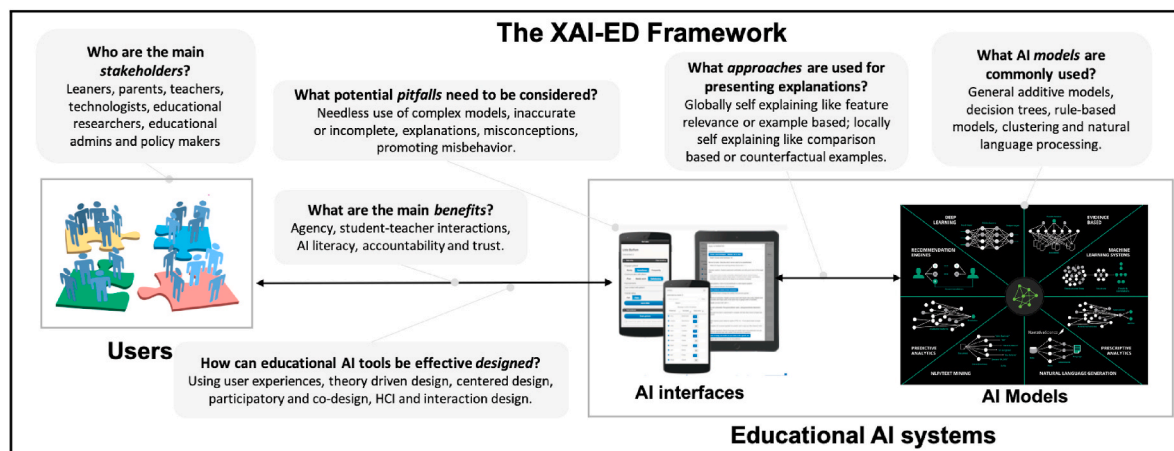 The XAI-ED Framework
Who are the main
stakeholders?
Leaners, parents, teachers,
technologists, educational
researchers, educational
admins and policy makers
What potential pitfalls need to be considered?
Needless use of complex models, inaccurate
or incomplete, explanations, misconceptions,
promoting misbehavior.
What approaches are used for
presenting explanations?
Globally self explaining like feature
relevance or example based; locally
self explaining like comparison
based or counterfactual examples.
What AI models are
commonly used?
General additive models,
decision trees, rule-based
models, clustering and natural
language processing.
What are the main benefits?
Agency, student-teacher interactions,
AI literacy, accountability and trust.
Users
How can educational AI tools be effective designed?
Using user experiences, theory driven design, centered design,
participatory and co-design, HCI and interaction design.
AI interfaces
DEEP
LEARNING
EVIDENCE
BASED
RECOMMENDATION
ENGINES
MACHINE
LEARNING SYSTEMS
PREDICTIVE
ANALYTICS
PRESCRIPTIVE
ANALYTICS
NLP/TEXT MINING
NATURAL LANGUAGE GENERATION
AI Models
Educational AI systems